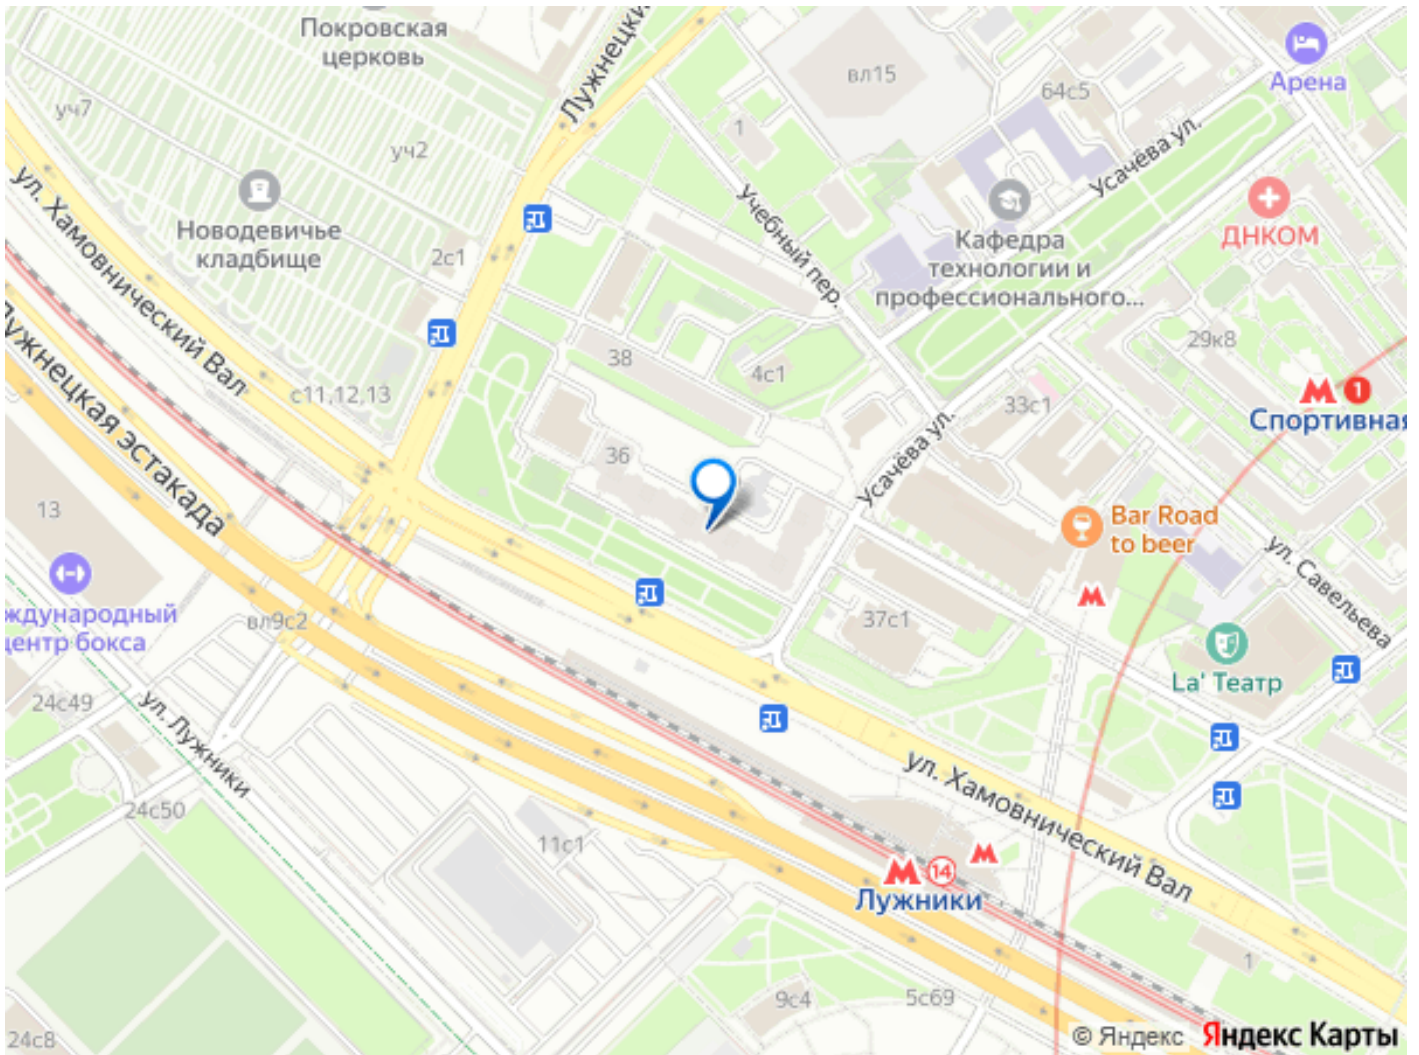 Покровская
церковь
Лужнецки
вл15
Арена
64с5
уч7
1
уч2
Усачёва ул.
ул. Хамовнический Вал
Учебный пер.
Новодевичье
кладбище
2с1
Кафедра
технологии и
профессионального...
ДНКОМ
29к8
38
4с1
с11,12,13
33с1
1
Спортивная
Лужнецкая эстакада
36
Усачёва ул.
13
Bar Road
to beer
ул. Савельева
ждународный
центр бокса
вл9с2
37с1
La' Театр
24с49
ул. Лужники
ул. Хамовнический Вал
24с50
11с1
14
Лужники
1
9с4
5с69
24с8
© Яндекс Яндекс Карты